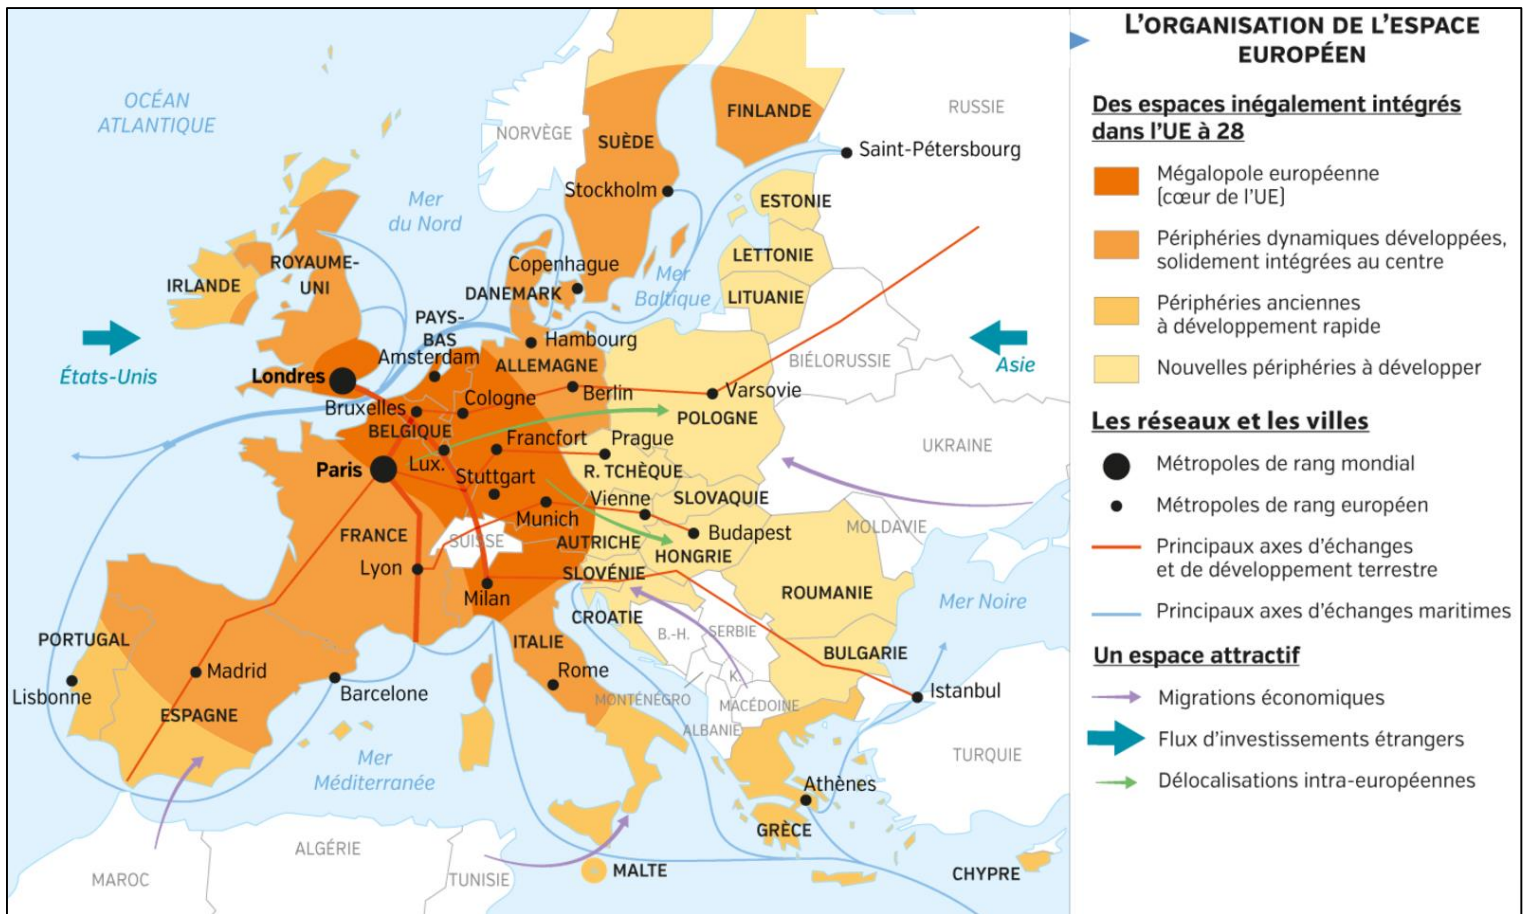 L'ORGANISATION DE L'ESPACE
EUROPÉEN
Des espaces inégalement intégrés
dans l'UE à 28
Mégalopole européenne
(cœur de l'UE)
Périphéries dynamiques développées,
solidement intégrées au centre
Périphéries anciennes
à développement rapide
Nouvelles périphéries à développer
Les réseaux et les villes
Métropoles de rang mondial
Métropoles de rang européen
Principaux axes d'échanges
et de développement terrestre
Principaux axes d'échanges maritimes
Un espace attractif
Migrations économiques
Flux d'investissements étrangers
Délocalisations intra-européennes
OCÉAN
ATLANTIQUE
NORVÈGE
SUÈDE
FINLANDE
RUSSIE
Saint-Pétersbourg
Stockholm
ESTONIE
Mer
du Nord
LETTONIE
IRLANDE
ROYAUME-
UNI
Copenhague
DANEMARK
Mer
Baltique
LITUANIE
PAYS-
BAS
Amsterdam
Hambourg
ALLEMAGNE
BIÉLORUSSIE
États-Unis
Asie
Londres
Bruxelles
Cologne
Berlin
Varsovie
POLOGNE
BELGIQUE
Francfort
Prague
UKRAINE
Paris
Lux.
Stuttgart
R. TCHÈQUE
Vienne
SLOVAQUIE
Munich
Budapest
MOLDAVIE
FRANCE
SUISSE
AUTRICHE
HONGRIE
Lyon
SLOVÉNIE
Milan
ROUMANIE
Mer Noire
CROATIE
B.-H.
SERBIE
PORTUGAL
ITALIE
BULGARIE
Madrid
Rome
K.
Lisbonne
Barcelone
MONTÉNÉGRO
MACÉDOINE
Istanbul
ESPAGNE
ALBANIE
Mer
Méditerranée
TURQUIE
Athènes
GRÈCE
ALGÉRIE
MAROC
TUNISIE
MALTE
CHYPRE